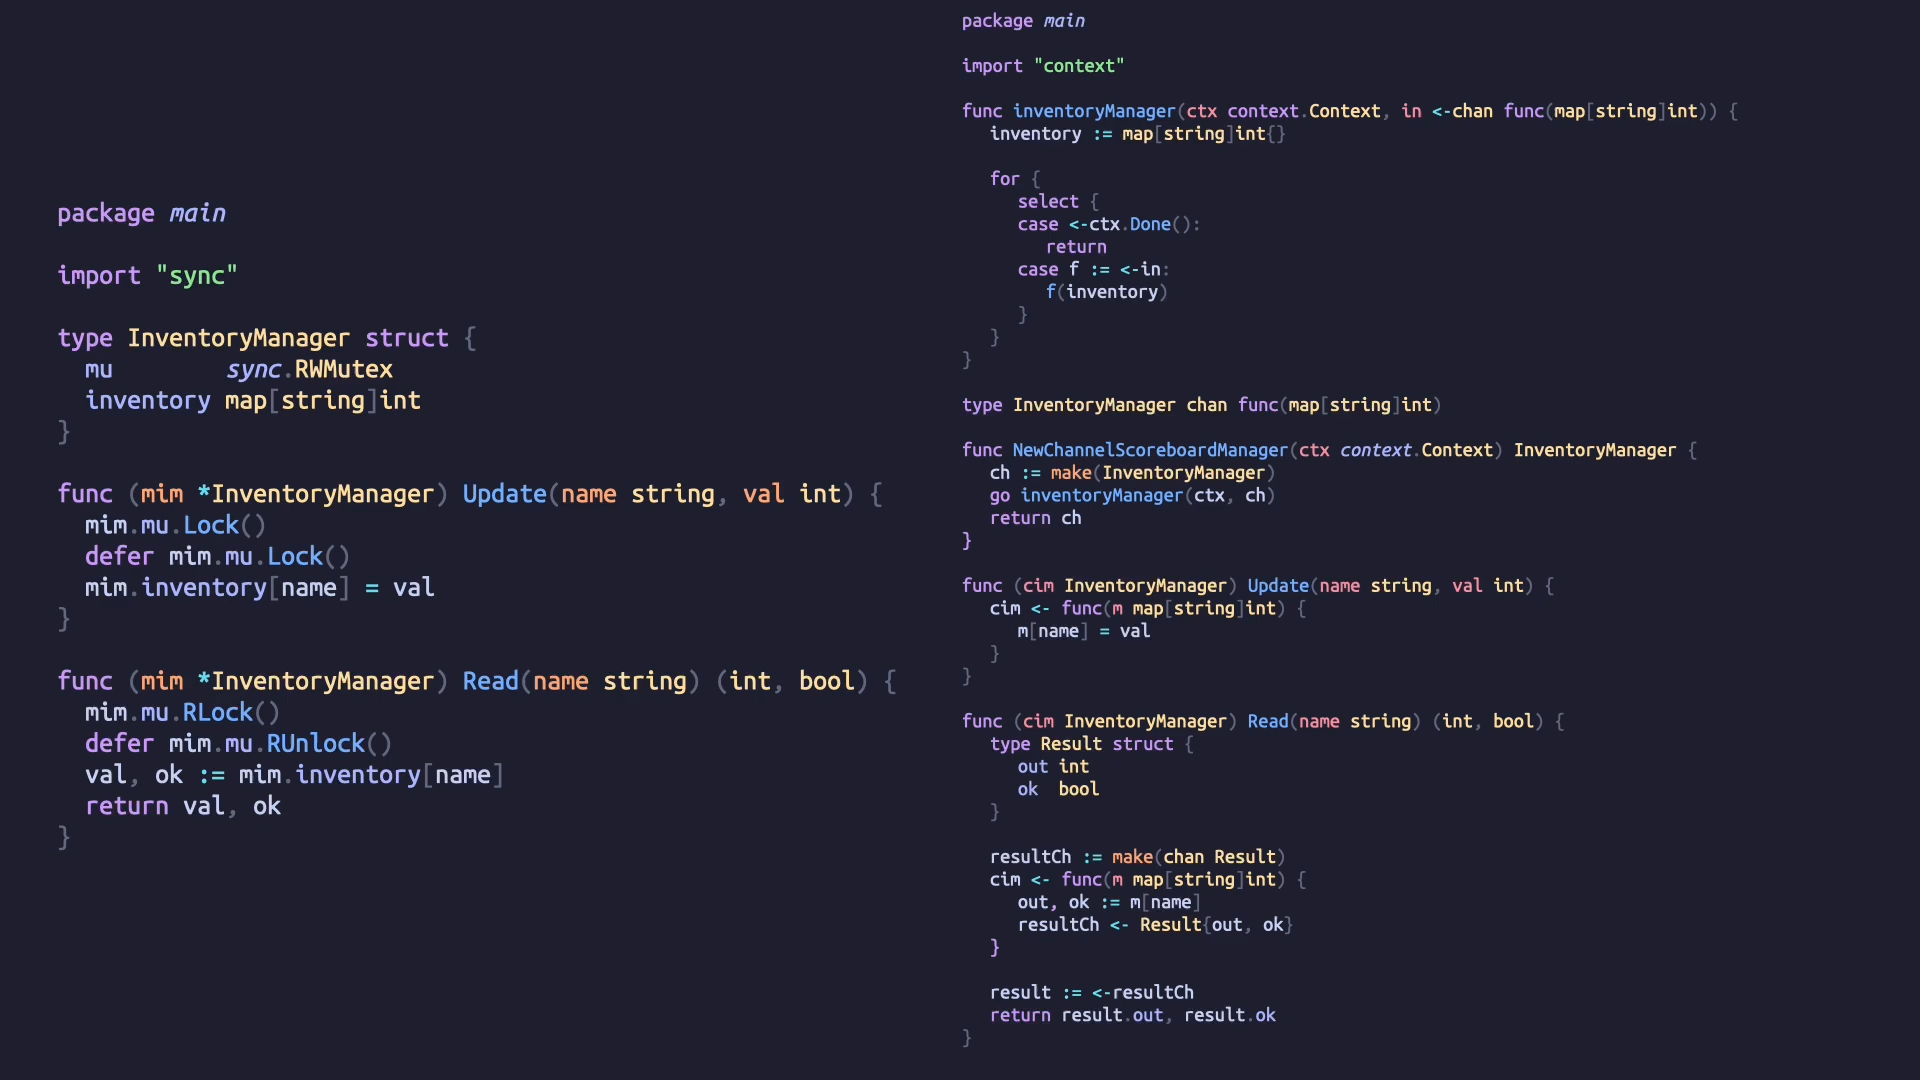 package main
import "sync"
type InventoryManager struct {
mu sync.RWMutex
inventory map[string]int
}
func (mim *InventoryManager) Update(name string, val int) {
mim.mu.Lock()
defer mim.mu.Lock()
mim.inventory[name] = val
}
func (mim *InventoryManager) Read(name string) (int, bool) {
mim.mu.RLock()
defer mim.mu.RUnlock()
val, ok := mim.inventory[name]
return val, ok
}
package main
import "context"
func inventoryManager(ctx context.Context, in <-chan func(map[string]int)) {
inventory := map[string]int{}
for {
select {
case <-ctx.Done():
return
case f := <-in:
f(inventory)
}
}
}
type InventoryManager chan func(map[string]int)
func NewChannelScoreboardManager(ctx context.Context) InventoryManager {
ch := make(InventoryManager)
go inventoryManager(ctx, ch)
return ch
}
func (cim InventoryManager) Update(name string, val int) {
cim <- func(m map[string]int) {
m[name] = val
}
}
func (cim InventoryManager) Read(name string) (int, bool) {
type Result struct {
out int
ok bool
}
resultCh := make(chan Result)
cim <- func(m map[string]int) {
out, ok := m[name]
resultCh <- Result{out, ok}
}
result := <-resultCh
return result.out, result.ok
}